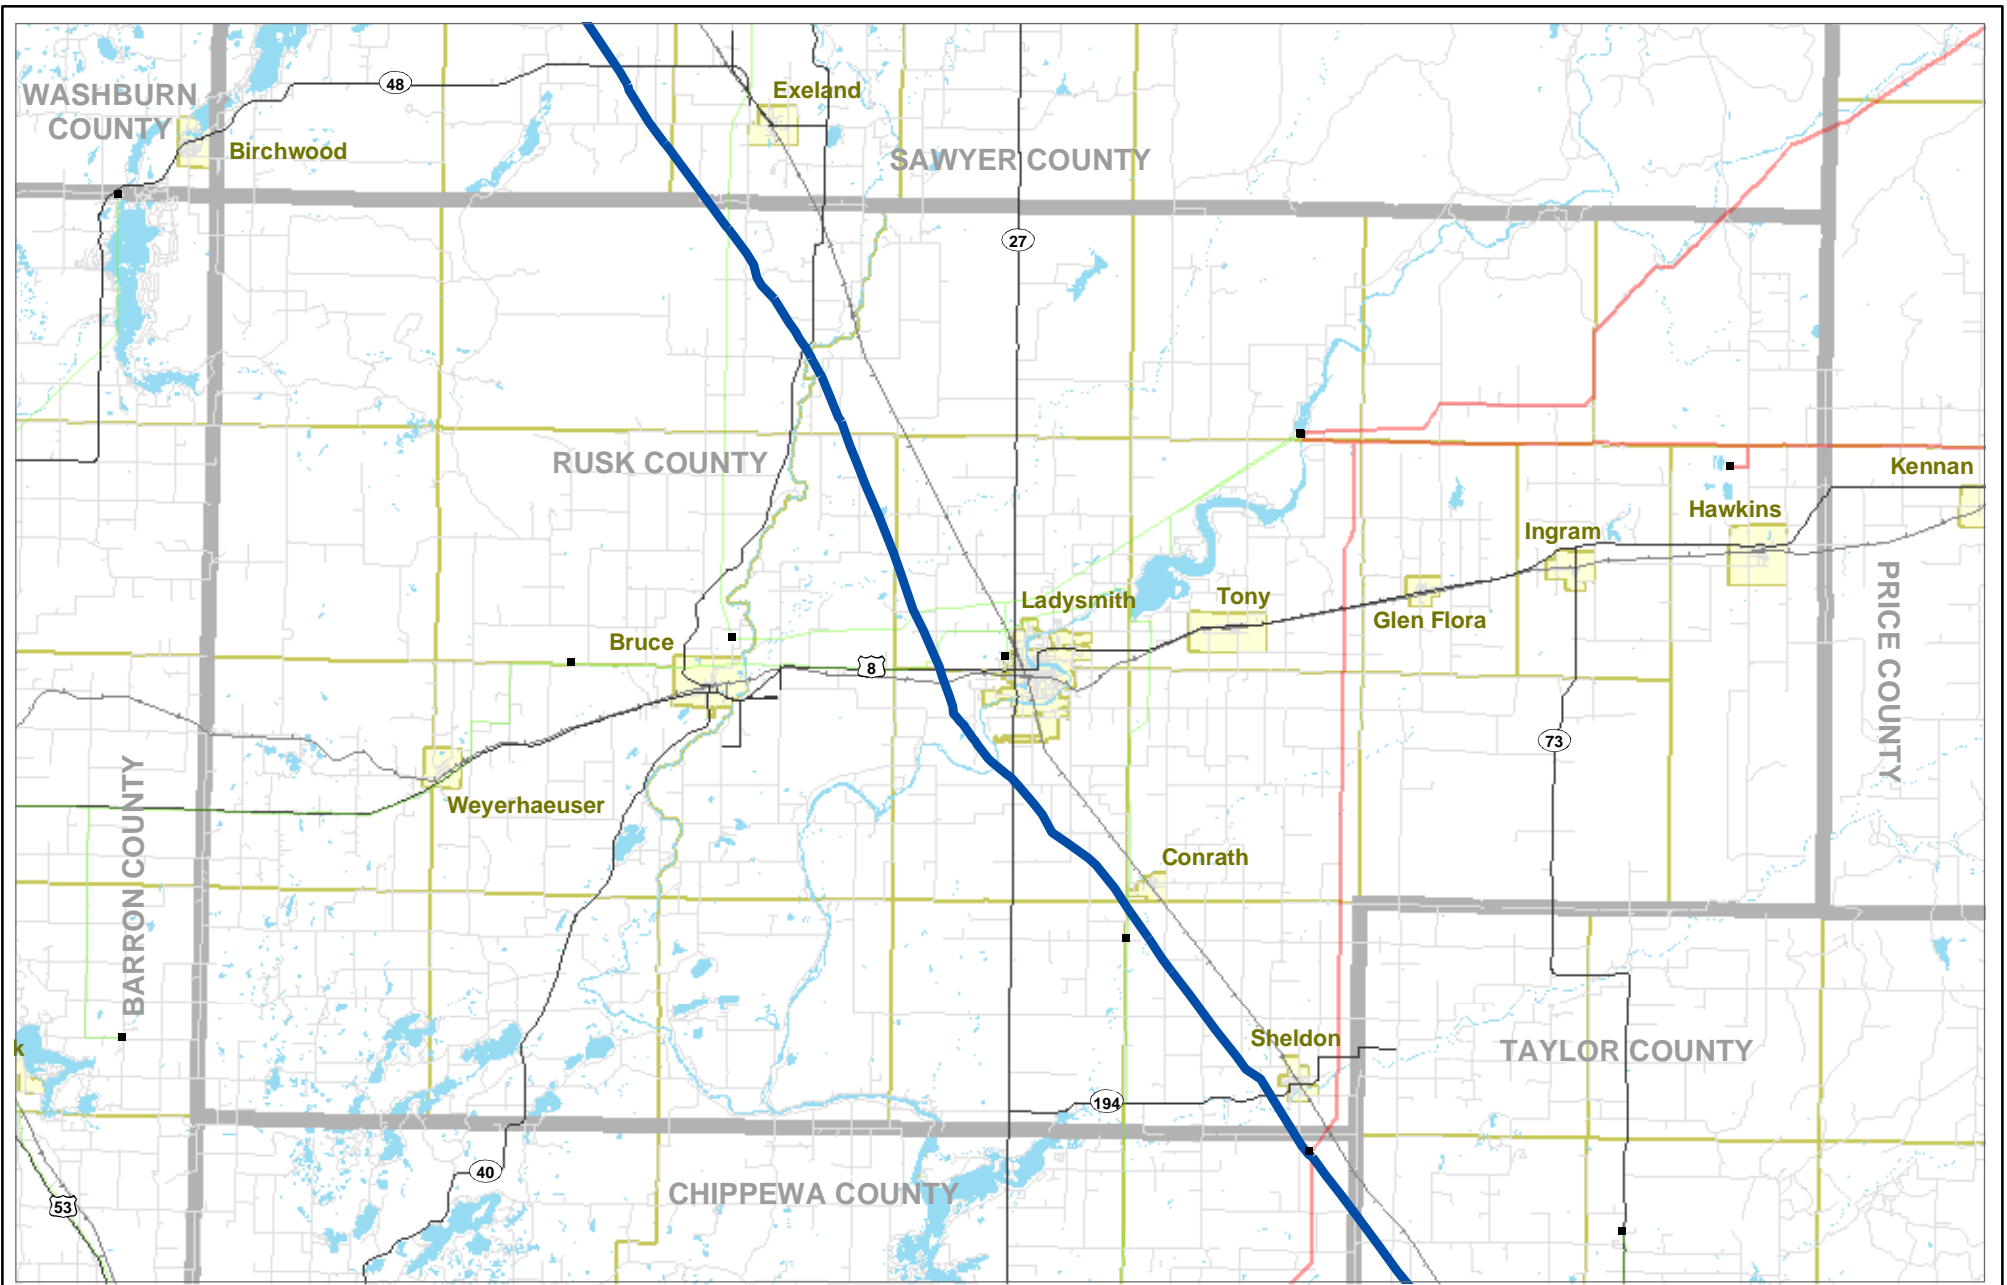 WASHBURN
COUNTY
48
Exeland
Birchwood
SAWYER COUNTY
27
RUSK COUNTY
Kennan
Hawkins
Ingram
Ladysmith
Tony
Glen Flora
Bruce
8
PRICE COUNTY
73
Weyerhaeuser
BARRON COUNTY
Conrath
k
Sheldon
TAYLOR COUNTY
194
40
CHIPPEWA COUNTY
53